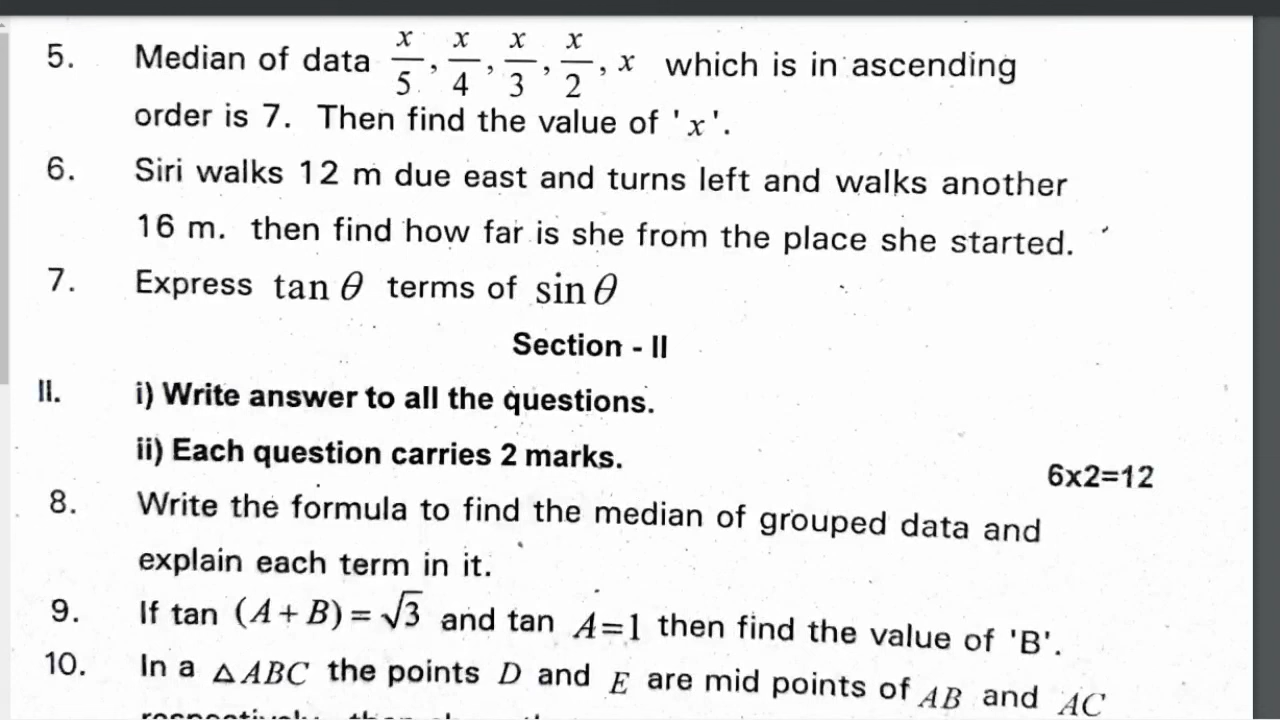 5. Median of data x/5, x/4, x/3, x/2, x which is in ascending
order is 7. Then find the value of 'x'.
6. Siri walks 12 m due east and turns left and walks another
16 m. then find how far is she from the place she started.
7. Express tan θ terms of sin θ
Section - II
II. i) Write answer to all the questions.
ii) Each question carries 2 marks.
6x2=12
8. Write the formula to find the median of grouped data and
explain each term in it.
9. If tan (A+B)=√3 and tan A=1 then find the value of 'B'.
10. In a △ABC the points D and E are mid points of AB and AC